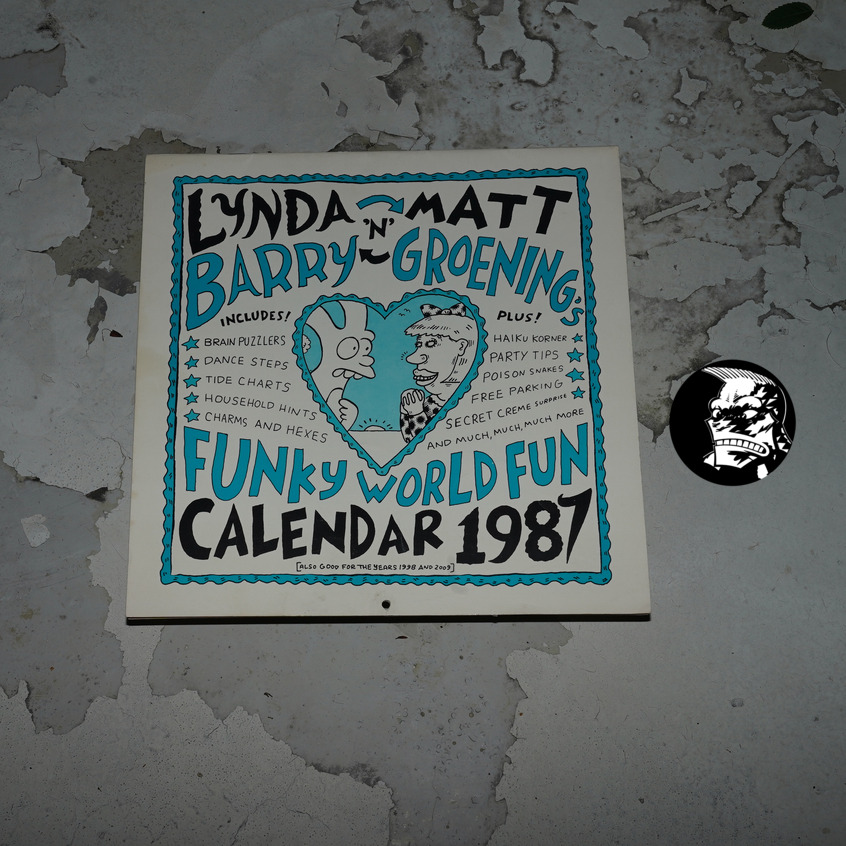 LYNDA 'N' MATT
BARRY GROENING'S
INCLUDES!
BRAIN PUZZLERS
DANCE STEPS
TIDE CHARTS
HOUSEHOLD HINTS
CHARMS AND HEXES
PLUS!
HAIKU KORNER
PARTY TIPS
POISON SNAKES
FREE PARKING
SECRET CREME SURPRISE
AND MUCH, MUCH, MUCH MORE
FUNKY WORLD FUN
CALENDAR 1987
[ALSO GOOD FOR THE YEARS 1998 AND 2009]